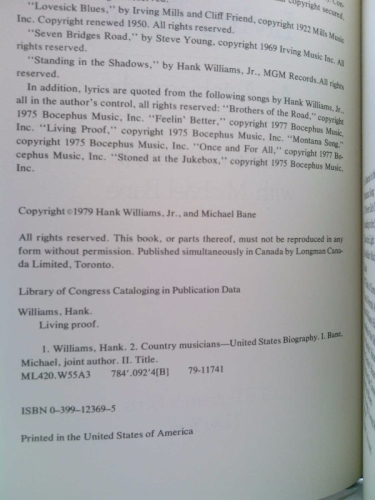 copyright second,
"Lovesick Blues," by Irving Mills and Cliff Friend, copyright 1922 Mills Music
Inc. Copyright renewed 1950. All rights reserved.
"Seven Bridges Road," by Steve Young, copyright 1969 Irving Music Inc. All
rights reserved.
"Standing in the Shadows," by Hank Williams, Jr., MGM Records. All rights
reserved.
In addition, lyrics are quoted from the following songs by Hank Williams, Jr.,
all in the author's control, all rights reserved: "Brothers of the Road," copyright
1975 Bocephus Music, Inc. "Feelin' Better," copyright 1977 Bocephus Music,
Inc. "Living Proof," copyright 1975 Bocephus Music, Inc. "Montana Song,"
copyright 1975 Bocephus Music, Inc. "Once and For All," copyright 1977 Bo-
cephus Music, Inc. "Stoned at the Jukebox," copyright 1975 Bocephus Music,
Inc.
Copyright ©1979 Hank Williams, Jr., and Michael Bane
All rights reserved. This book, or parts thereof, must not be reproduced in any
form without permission. Published simultaneously in Canada by Longman Cana-
da Limited, Toronto.
Library of Congress Cataloging in Publication Data
Williams, Hank.
Living proof.
1. Williams, Hank. 2. Country musicians—United States Biography. I. Bane,
Michael, joint author. II. Title.
ML420.W55A3 784'.092'4[B] 79-11741
ISBN 0-399-12369-5
Printed in the United States of America